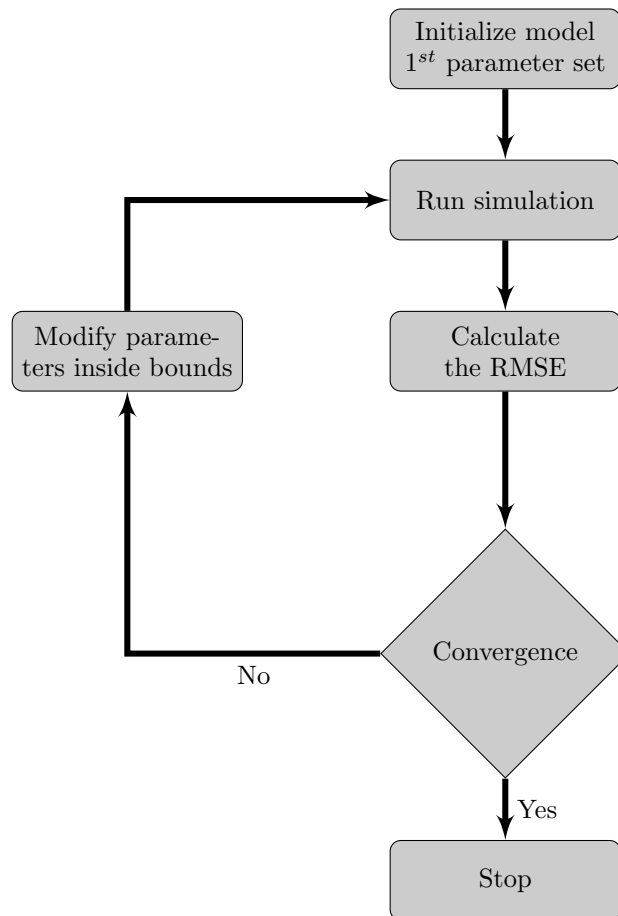 Initialize model
1st parameter set
Run simulation
Modify parame-
ters inside bounds
Calculate
the RMSE
Convergence
No
Yes
Stop